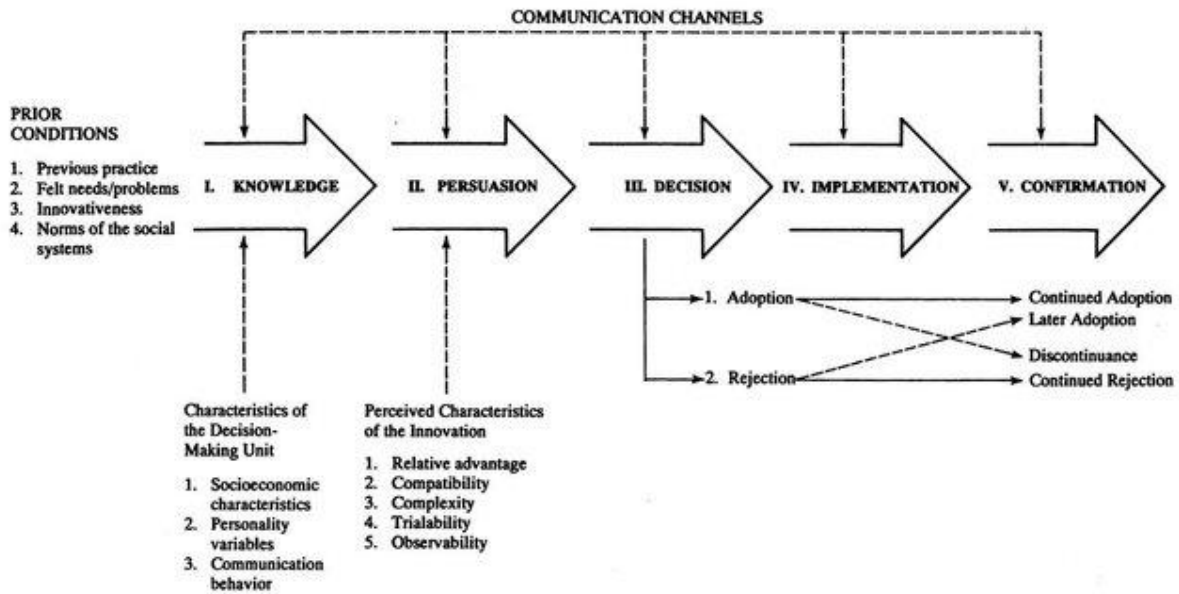 COMMUNICATION CHANNELS
PRIOR
CONDITIONS
1. Previous practice
2. Felt needs/problems
3. Innovativeness
4. Norms of the social
systems
I. KNOWLEDGE
II. PERSUASION
III. DECISION
IV. IMPLEMENTATION
V. CONFIRMATION
1. Adoption
2. Rejection
Continued Adoption
Later Adoption
Discontinuance
Continued Rejection
Characteristics of
the Decision-
Making Unit
1. Socioeconomic
characteristics
2. Personality
variables
3. Communication
behavior
Perceived Characteristics
of the Innovation
1. Relative advantage
2. Compatibility
3. Complexity
4. Trialability
5. Observability